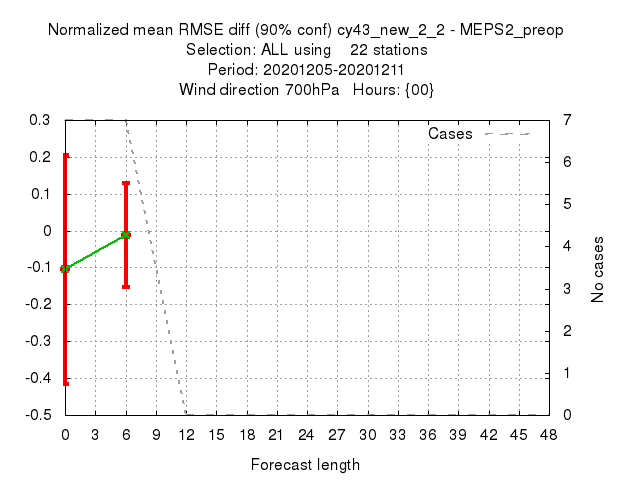 Normalized mean RMSE diff (90% conf) cy43_new_2_2 - MEPS2_preop
Selection: ALL using 22 stations
Period: 20201205-20201211
Wind direction 700hPa Hours: {00}
Cases
0.3
0.2
0.1
0
-0.1
-0.2
-0.3
-0.4
-0.5
7
6
5
4
3
2
1
0
No cases
0 3 6 9 12 15 18 21 24 27 30 33 36 39 42 45 48
Forecast length